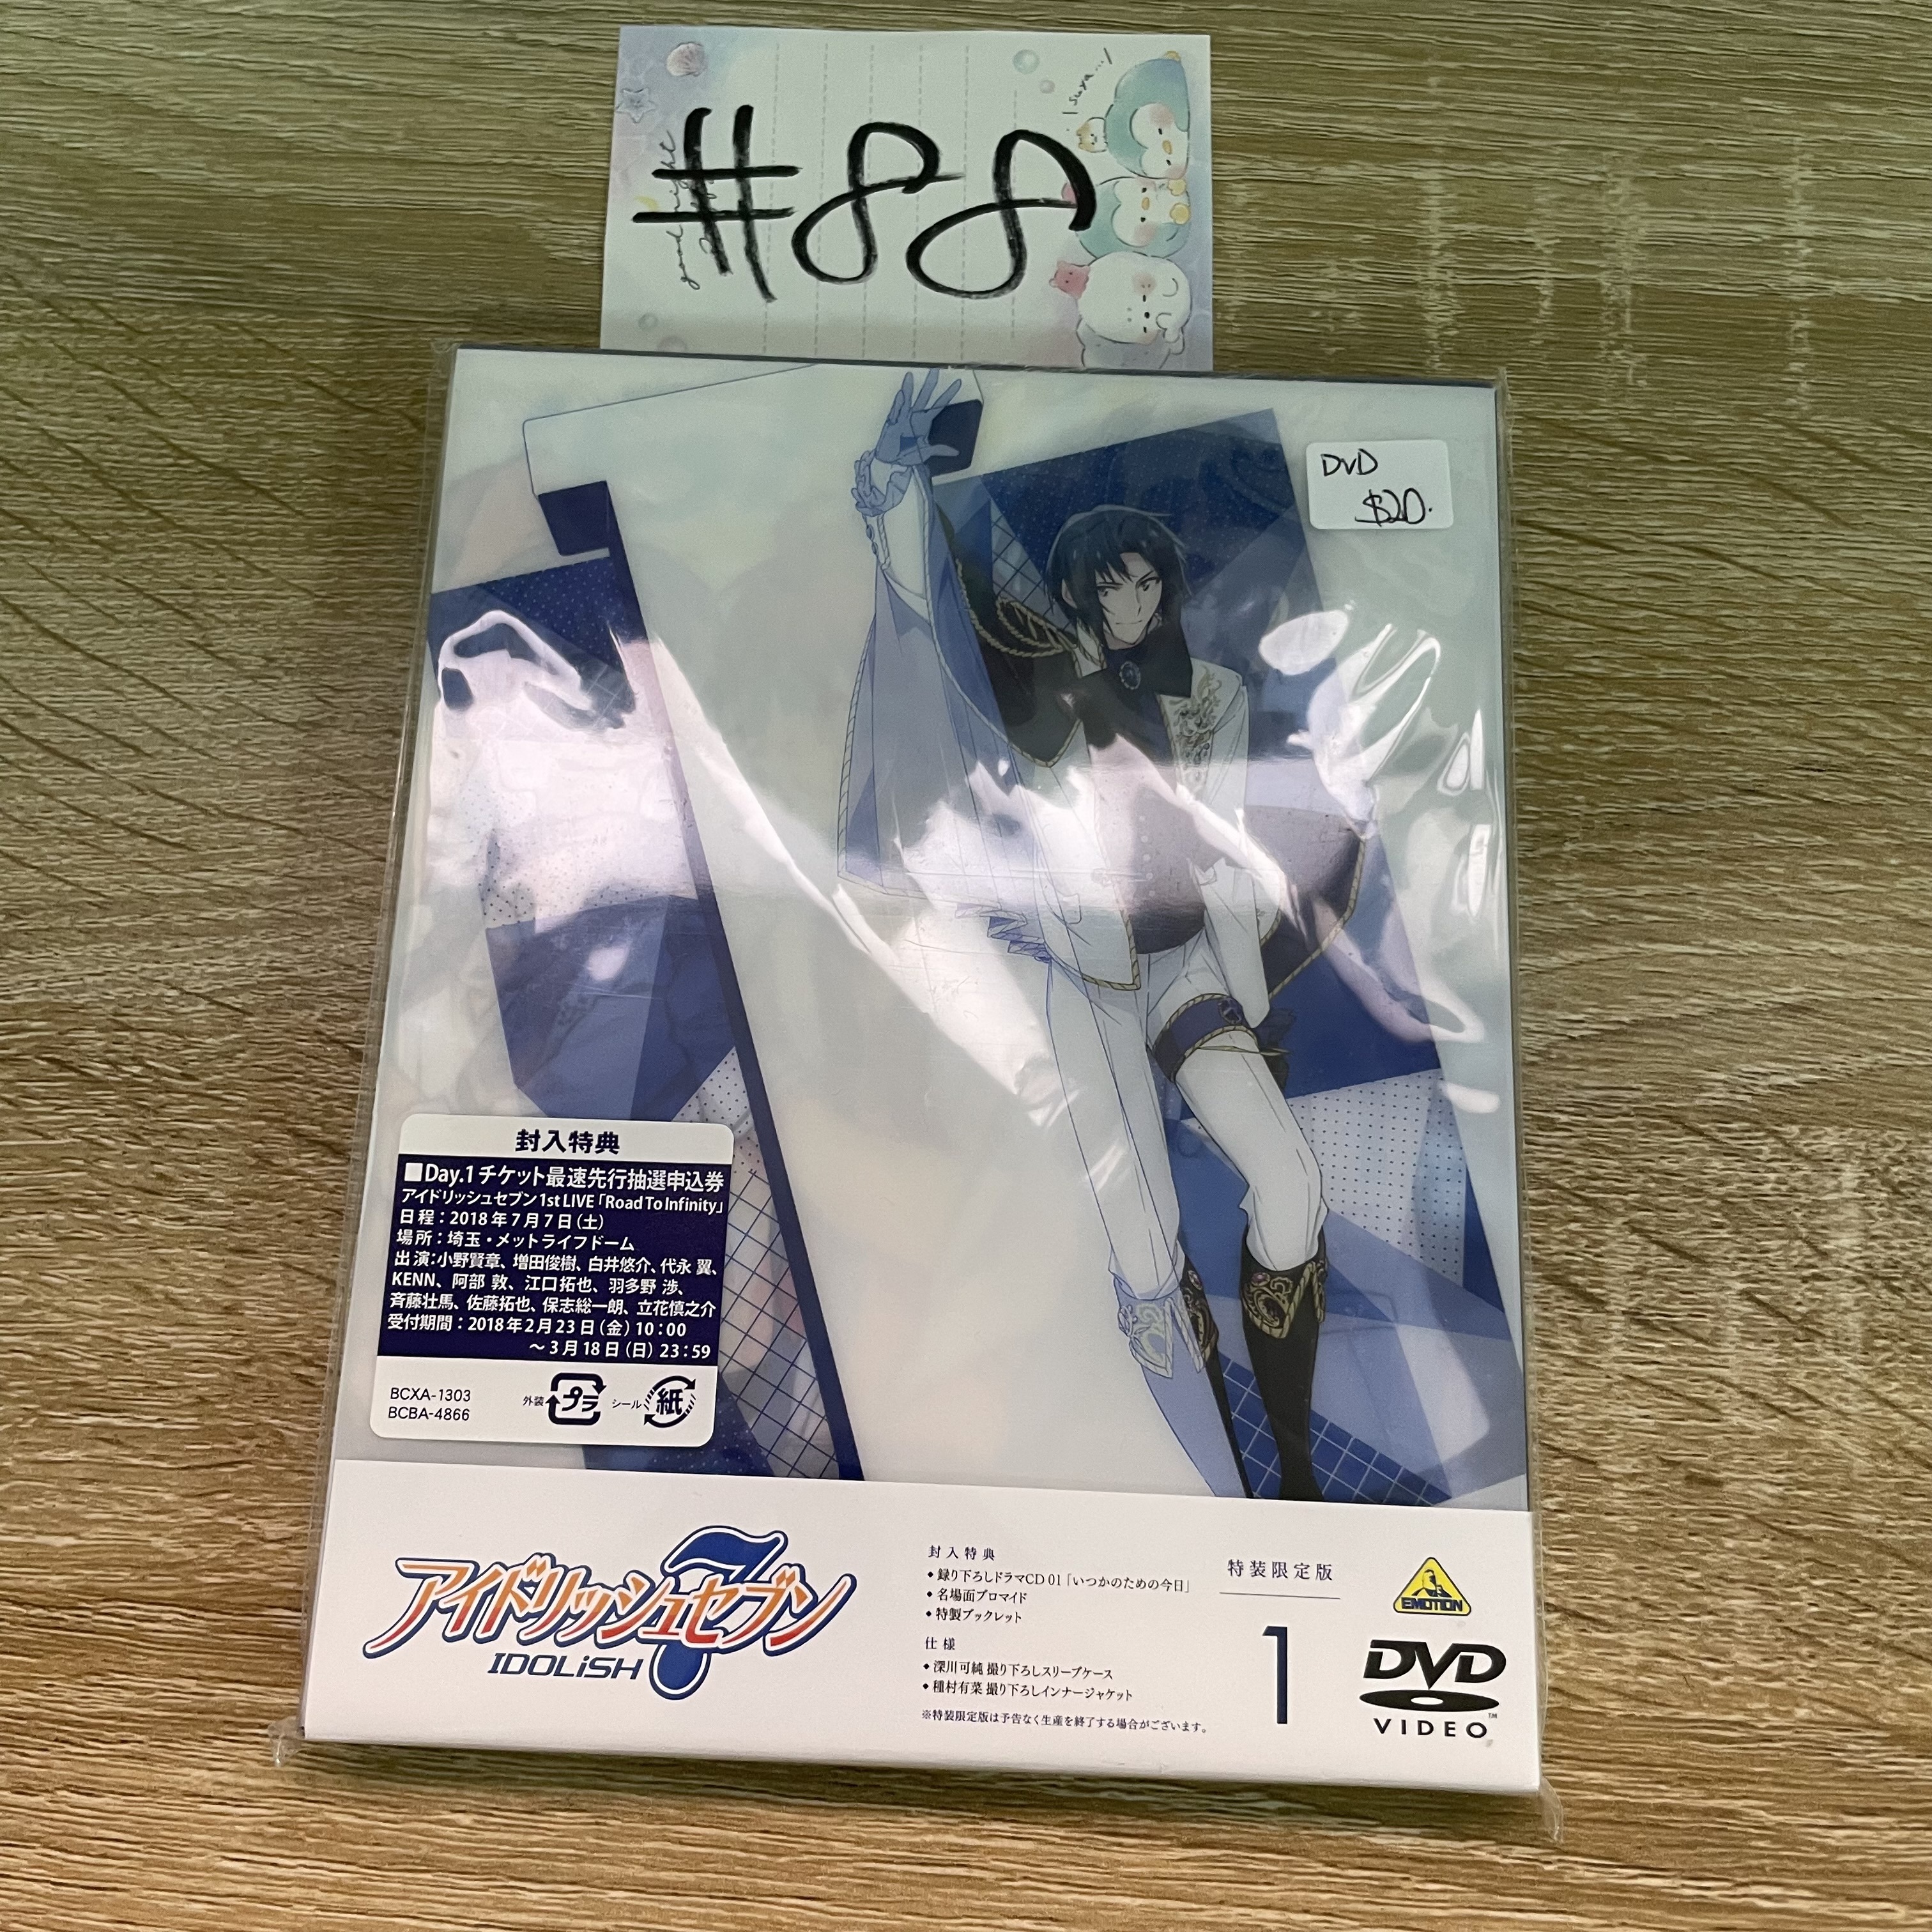 #88
good night
suya...
DVD
$20.
封入特典
■Day.1 チケット最速先行抽選申込券
アイドリッシュセブン 1st LIVE「Road To Infinity」
日程：2018年7月7日(土)
場所：埼玉・メットライフドーム
出演：小野賢章、増田俊樹、白井悠介、代永 翼、
KENN、阿部 敦、江口拓也、羽多野 渉、
斉藤壮馬、佐藤拓也、保志総一朗、立花慎之介
受付期間：2018年2月23日(金) 10:00
～3月18日(日) 23:59
BCXA-1303
BCBA-4866
外装 プラ シール 紙
アイドリッシュセブン
IDOLiSH7
封入特典
◆録り下ろしドラマCD 01「いつかのための今日」
◆名場面ブロマイド
◆特製ブックレット
仕様
◆深川可純 撮り下ろしスリーブケース
◆種村有菜 撮り下ろしインナージャケット
※特装限定版は予告なく生産を終了する場合がございます。
特装限定版
1
EMOTION
DVD
VIDEO™